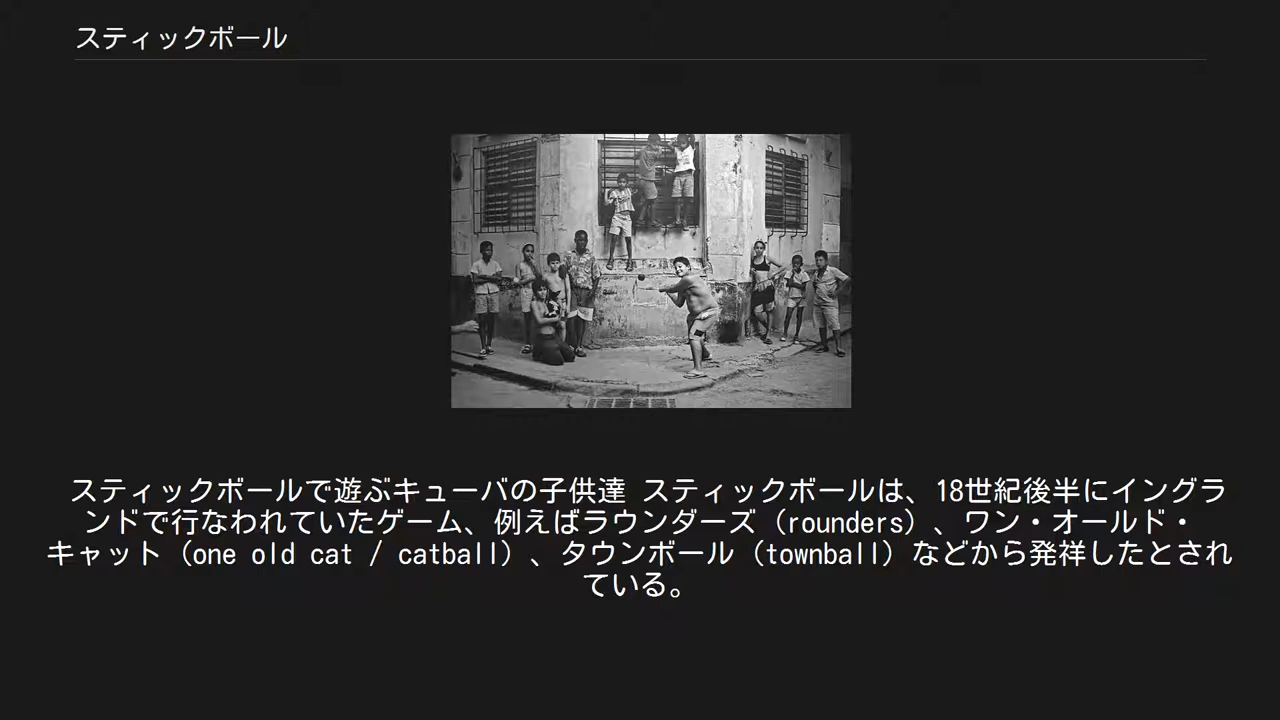 スティックボール
スティックボールで遊ぶキューバの子供達 スティックボールは、18世紀後半にイングラ
ンドで行なわれていたゲーム、例えばラウンダーズ（rounders）、ワン・オールド・
キャット（one old cat / catball）、タウンボール（townball）などから発祥したとされ
ている。